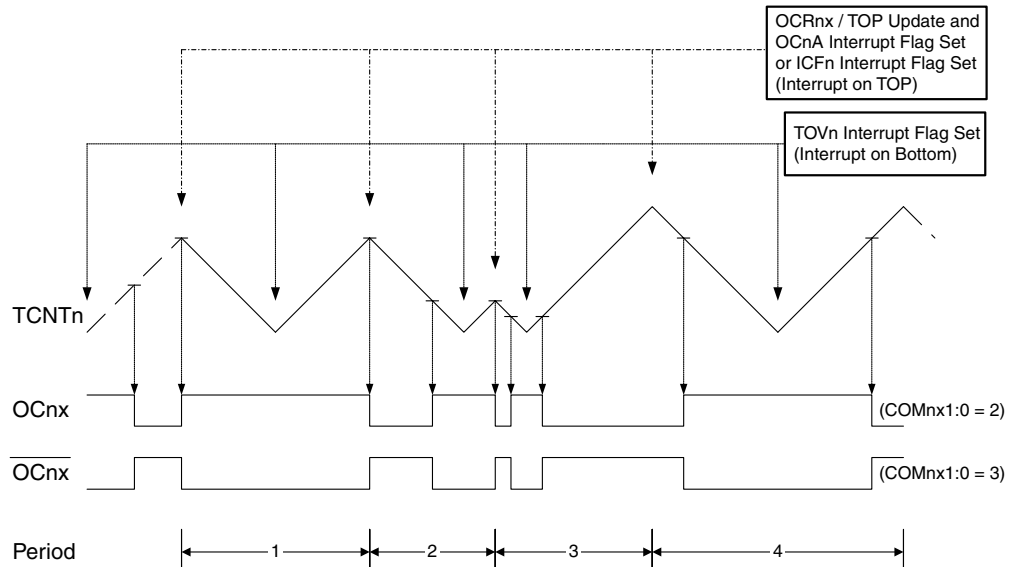 OCRnx / TOP Update and
OCnA Interrupt Flag Set
or ICFn Interrupt Flag Set
(Interrupt on TOP)
TOVn Interrupt Flag Set
(Interrupt on Bottom)
TCNTn
OCnx
(COMnx1:0 = 2)
OCnx
(COMnx1:0 = 3)
Period
1
2
3
4